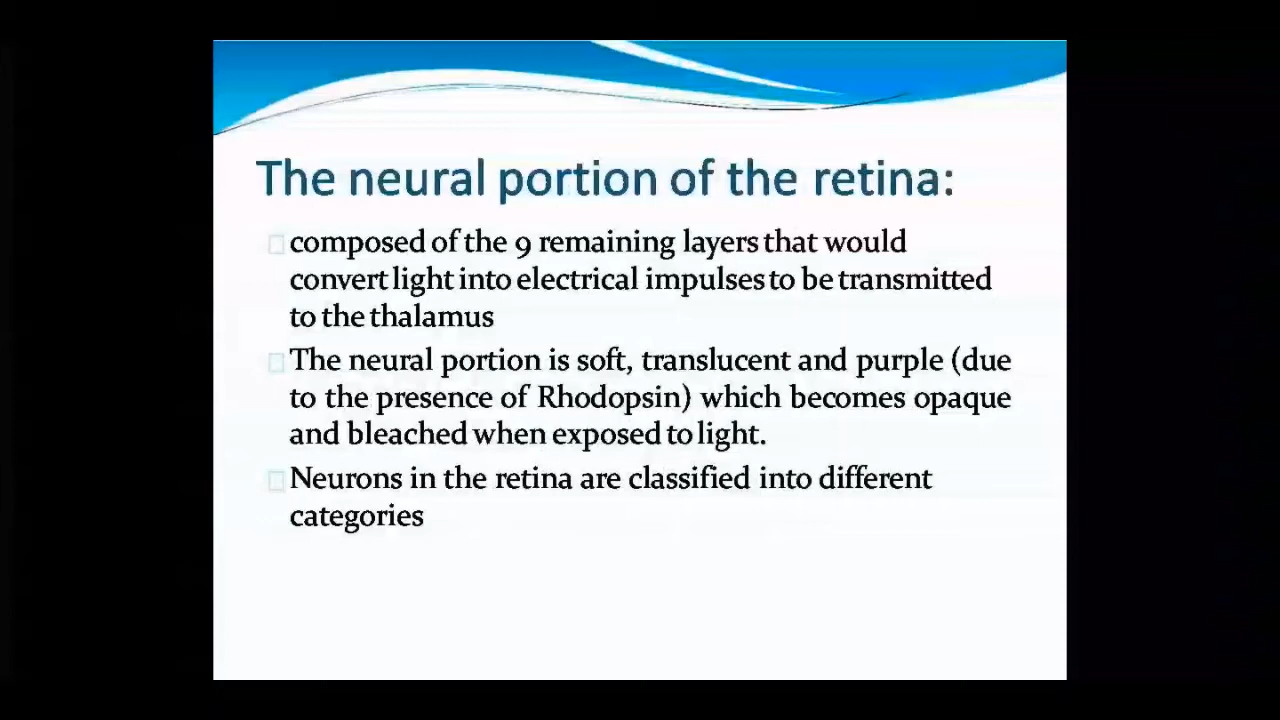 The neural portion of the retina:
composed of the 9 remaining layers that would
convert light into electrical impulses to be transmitted
to the thalamus
The neural portion is soft, translucent and purple (due
to the presence of Rhodopsin) which becomes opaque
and bleached when exposed to light.
Neurons in the retina are classified into different
categories